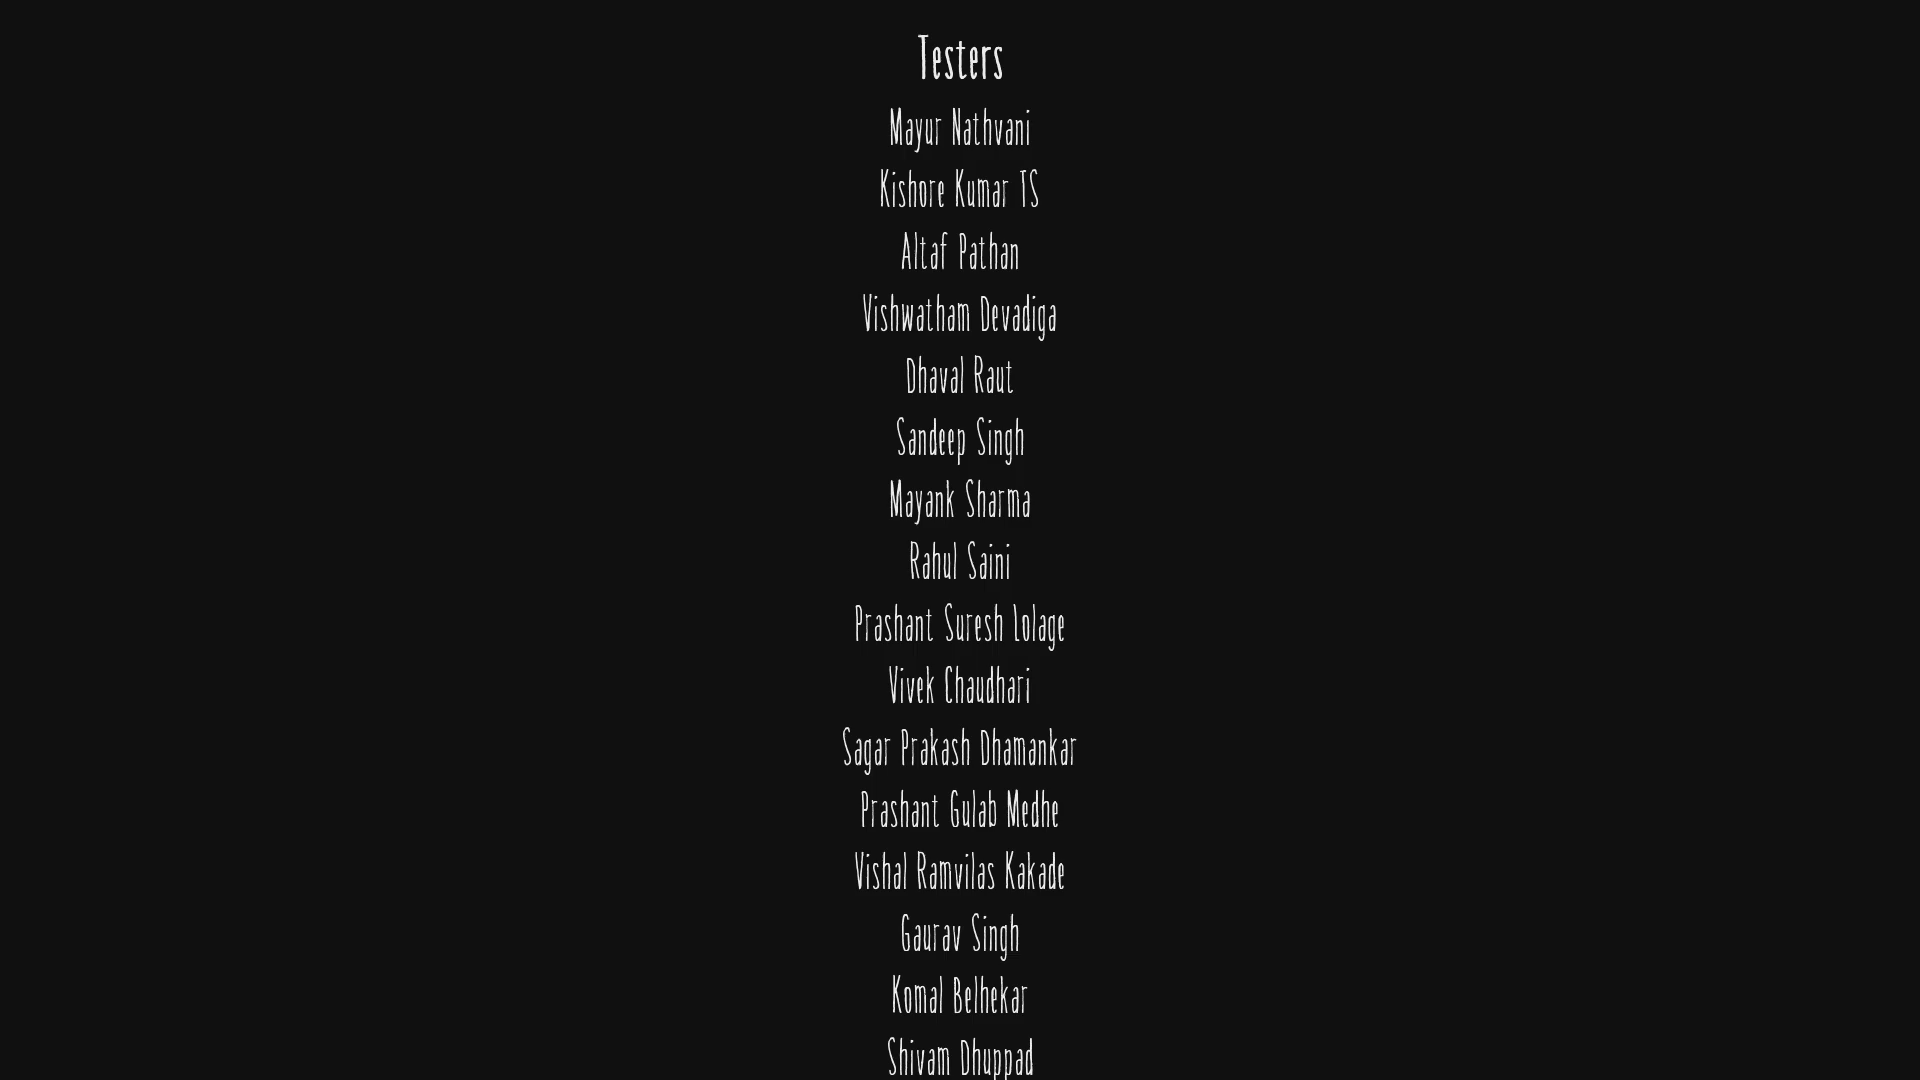 Testers
Mayur Nathvani
Kishore Kumar TS
Altaf Pathan
Vishwatham Devadiga
Dhaval Raut
Sandeep Singh
Mayank Sharma
Rahul Saini
Prashant Suresh Lolage
Vivek Chaudhari
Sagar Prakash Dhamankar
Prashant Gulab Medhe
Vishal Ramvilas Kakade
Gaurav Singh
Komal Belhekar
Shivam Dhuppad